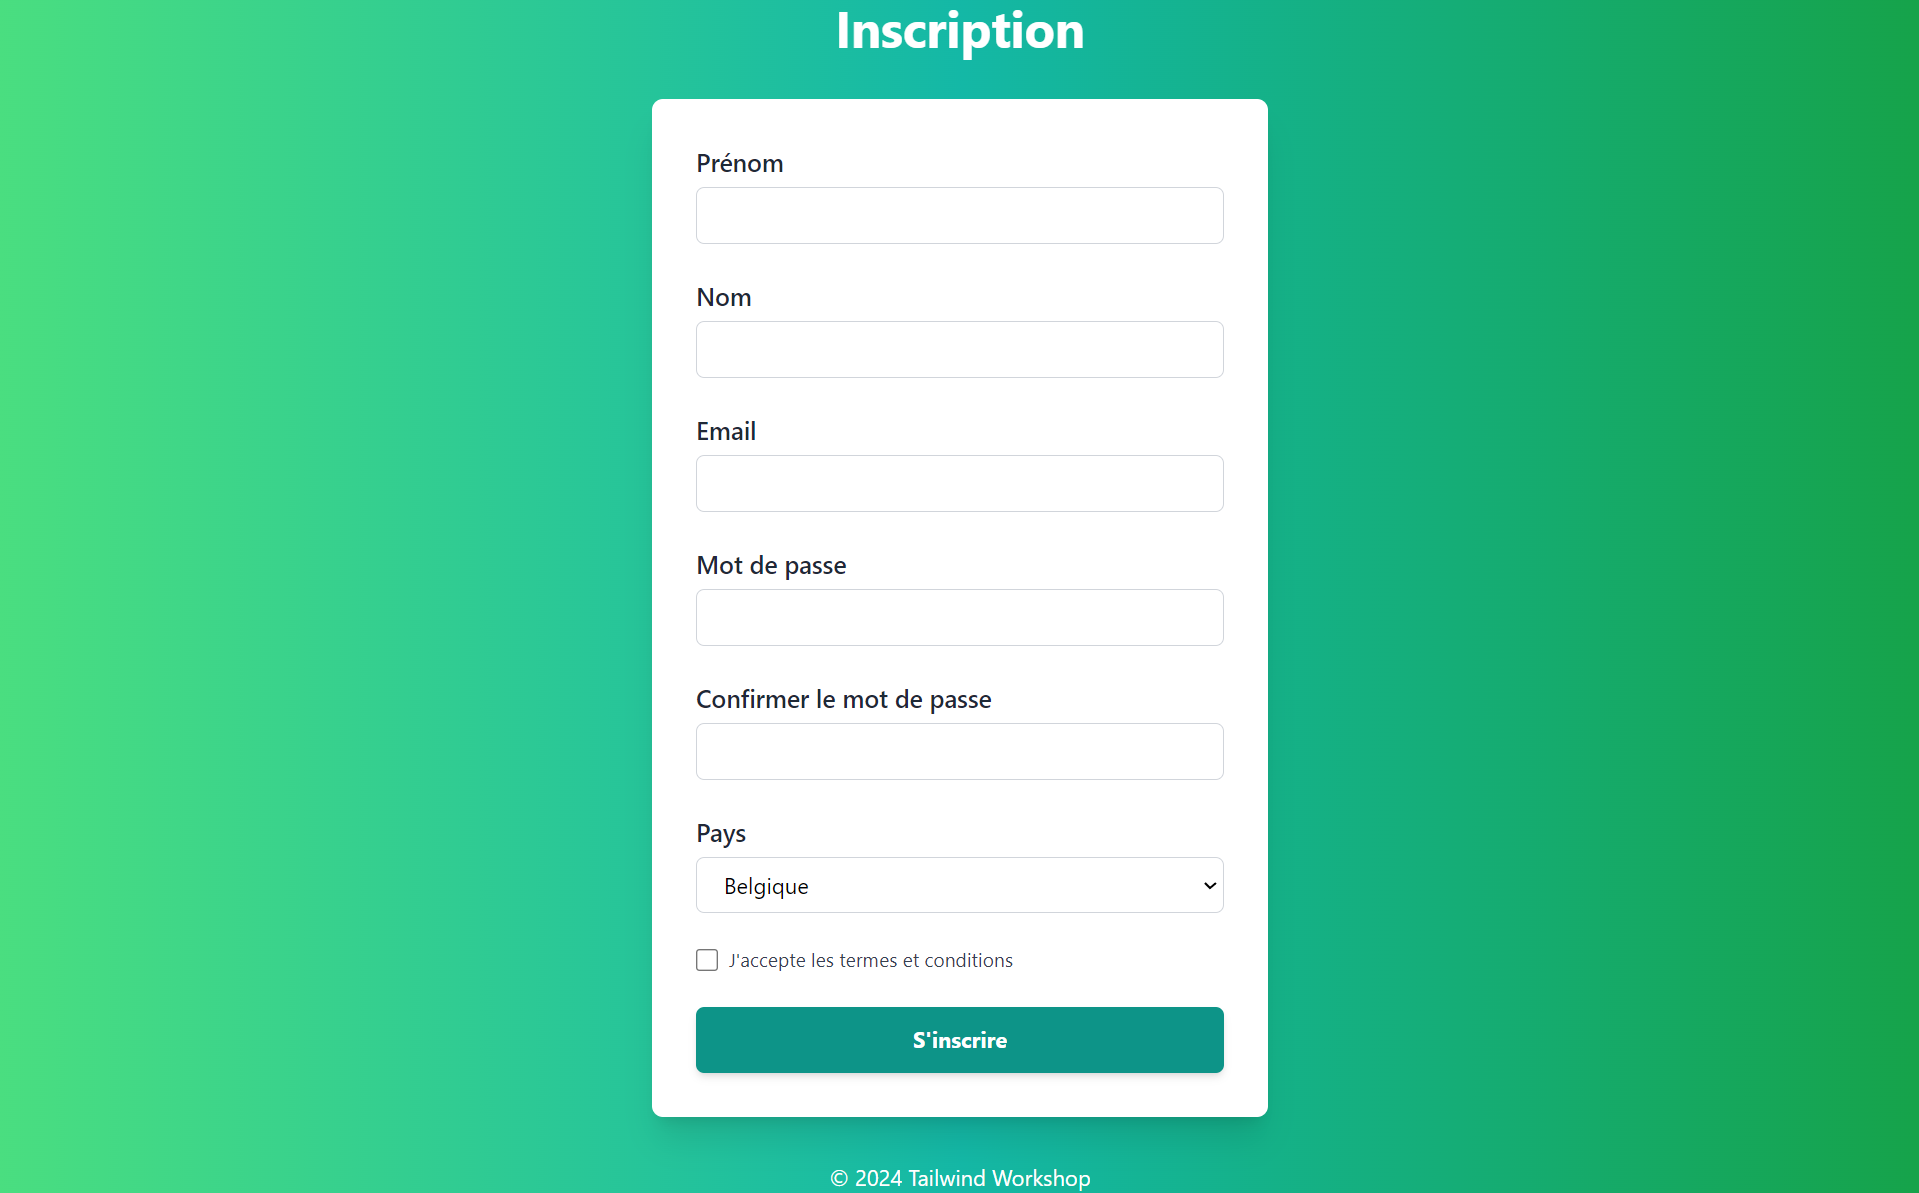 Inscription
Prénom
Nom
Email
Mot de passe
Confirmer le mot de passe
Pays
Belgique
J'accepte les termes et conditions
S'inscrire
© 2024 Tailwind Workshop